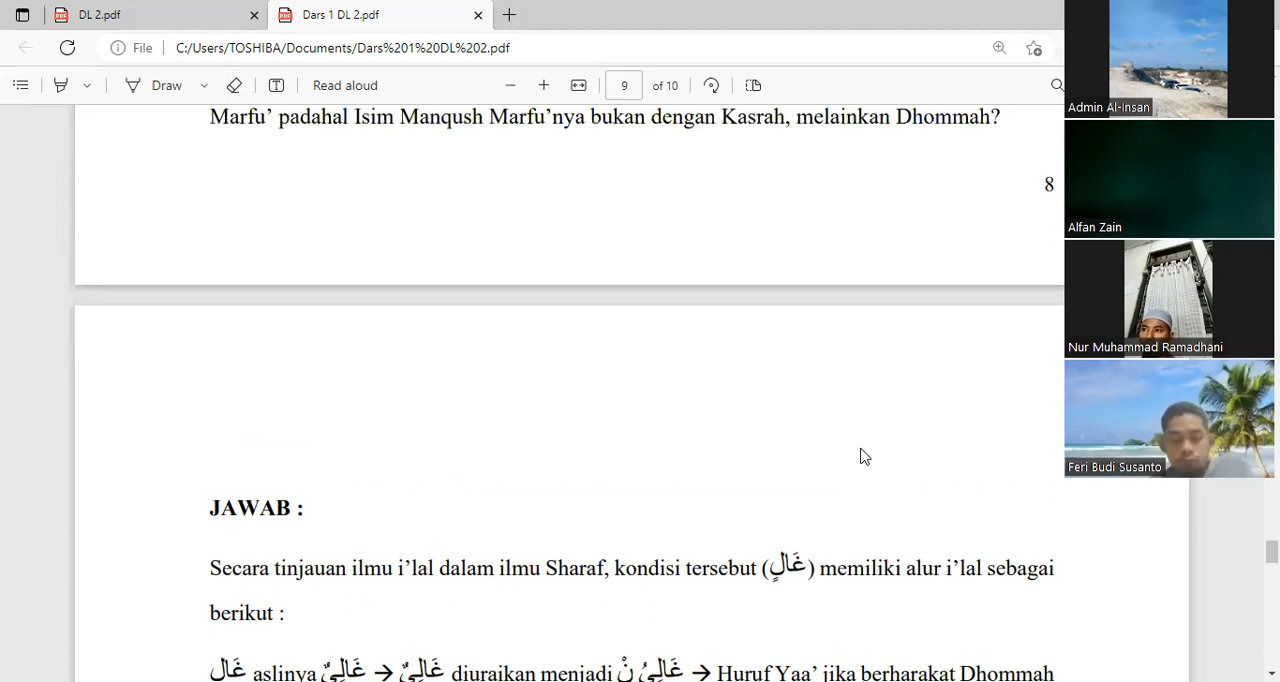 DL 2.pdf
Dars 1 DL 2.pdf
File
C:/Users/TOSHIBA/Documents/Dars%201%20DL%202.pdf
Draw
Read aloud
9
of 10
Marfu’ padahal Isim Manqush Marfu’nya bukan dengan Kasrah, melainkan Dhommah?
8
JAWAB :
Secara tinjauan ilmu i’lal dalam ilmu Sharaf, kondisi tersebut (غَالٍ) memiliki alur i’lal sebagai
berikut :
غَال aslinya غَالِيٌ → غَالِيٌ diuraikan menjadi غَالِيُ نْ → Huruf Yaa’ jika berharakat Dhommah
Admin Al-Insan
Alfan Zain
Nur Muhammad Ramadhani
Feri Budi Susanto